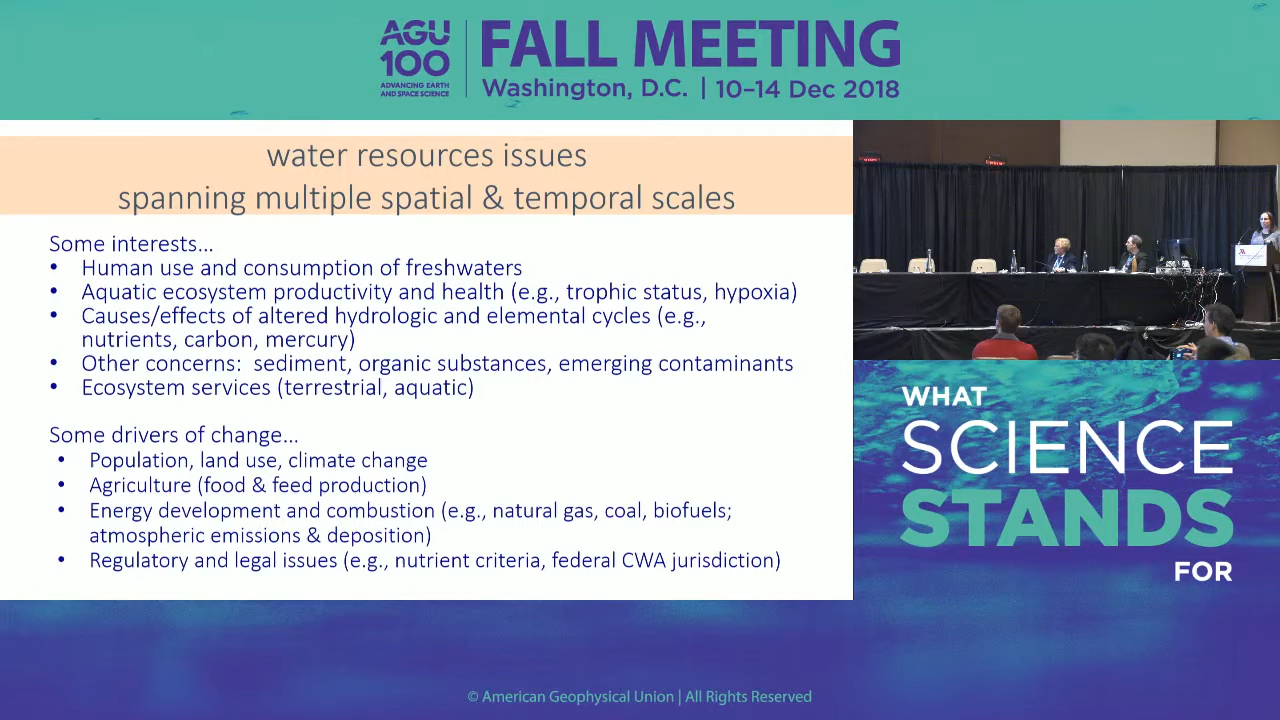 AGU
100
ADVANCING EARTH
AND SPACE SCIENCE
FALL MEETING
Washington, D.C. | 10–14 Dec 2018
water resources issues
spanning multiple spatial & temporal scales
Some interests...
• Human use and consumption of freshwaters
• Aquatic ecosystem productivity and health (e.g., trophic status, hypoxia)
• Causes/effects of altered hydrologic and elemental cycles (e.g.,
nutrients, carbon, mercury)
• Other concerns: sediment, organic substances, emerging contaminants
• Ecosystem services (terrestrial, aquatic)
Some drivers of change...
• Population, land use, climate change
• Agriculture (food & feed production)
• Energy development and combustion (e.g., natural gas, coal, biofuels;
atmospheric emissions & deposition)
• Regulatory and legal issues (e.g., nutrient criteria, federal CWA jurisdiction)
WHAT
SCIENCE
STANDS
FOR
© American Geophysical Union | All Rights Reserved